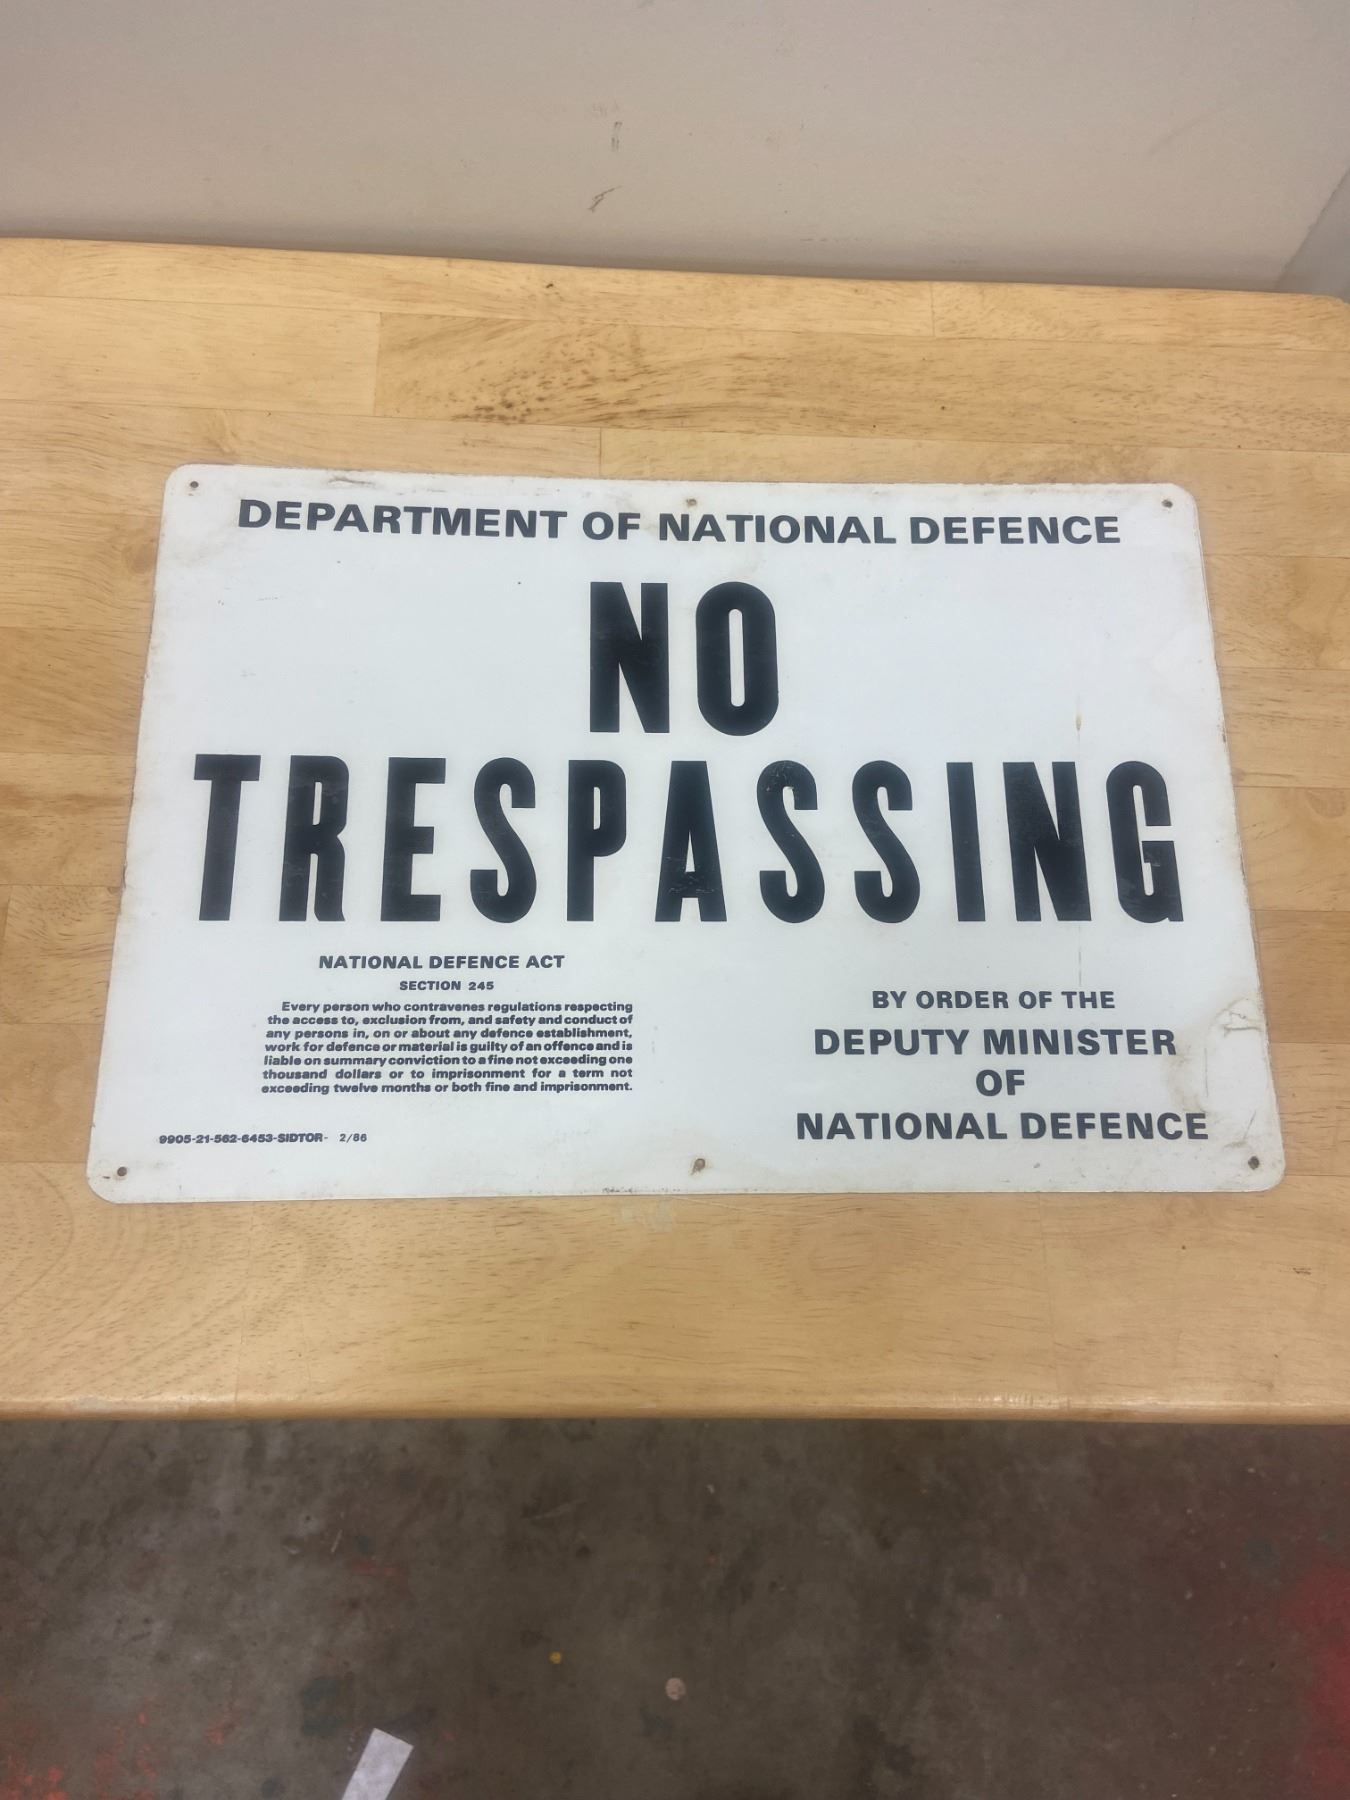 DEPARTMENT OF NATIONAL DEFENCE
NO
TRESPASSING
NATIONAL DEFENCE ACT
SECTION 245
Every person who contravenes regulations respecting
the access to, exclusion from, and safety and conduct of
any persons in, on or about any defence establishment,
work for defence or material is guilty of an offence and is
liable on summary conviction to a fine not exceeding one
thousand dollars or to imprisonment for a term not
exceeding twelve months or both fine and imprisonment.
9905-21-562-6453-SIDTOR- 2/86
BY ORDER OF THE
DEPUTY MINISTER
OF
NATIONAL DEFENCE